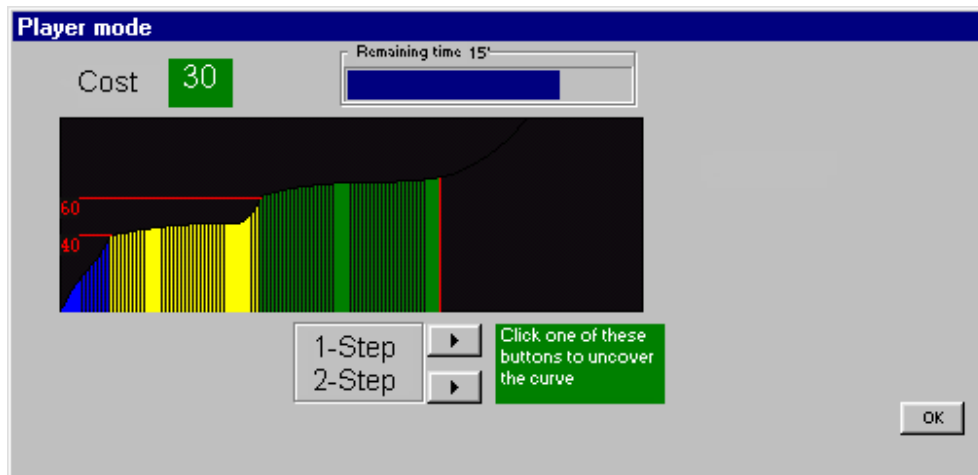 Player mode
Remaining time 15'
Cost 30
60
40
1-Step
2-Step
Click one of these
buttons to uncover
the curve
OK